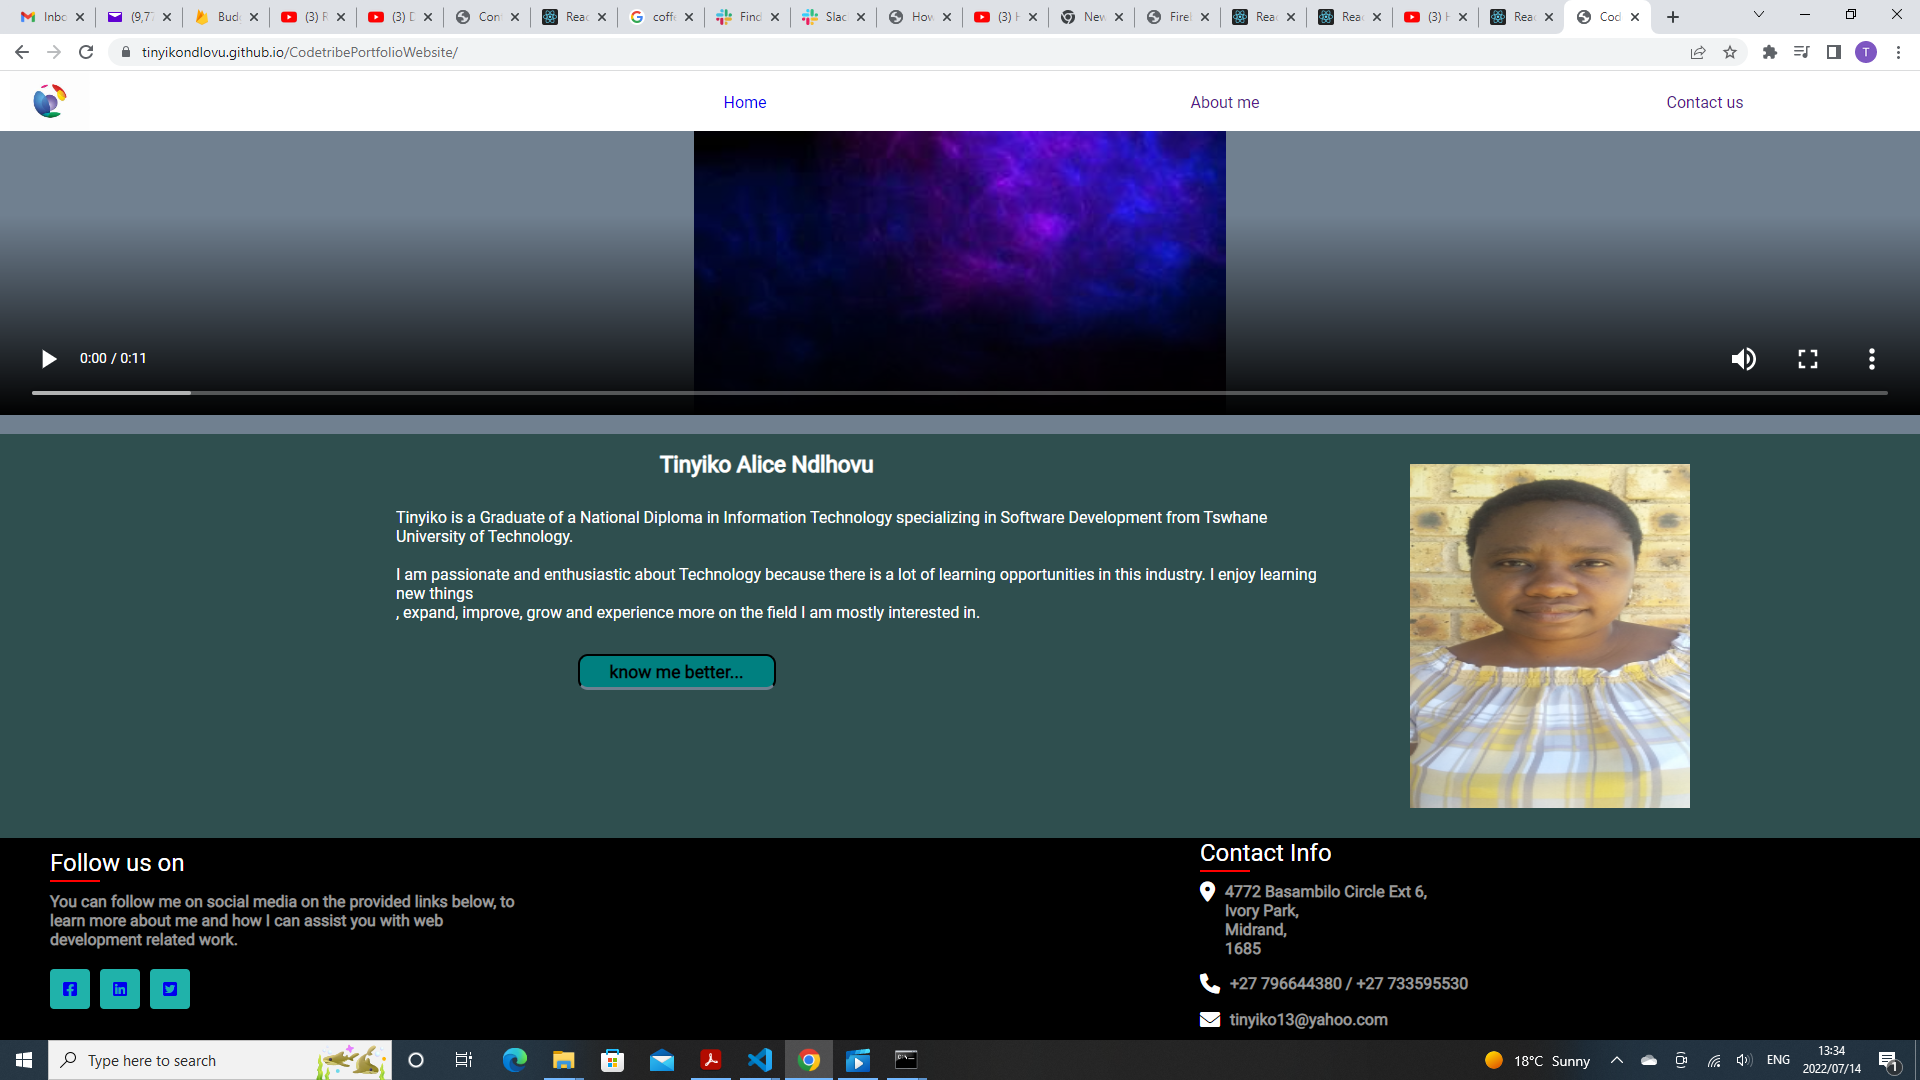 Inbo
(9,77
Bud
(3) R
(3) D
Con
Reac
coffe
Find
Slac
How
(3) H
New
Fire
Reac
Reac
(3) H
Reac
Cod
tinyikondlovu.github.io/CodetribePortfolioWebsite/
T
Home
About me
Contact us
0:00 / 0:11
Tinyiko Alice Ndlhovu
Tinyiko is a Graduate of a National Diploma in Information Technology specializing in Software Development from Tswhane
University of Technology.
I am passionate and enthusiastic about Technology because there is a lot of learning opportunities in this industry. I enjoy learning
new things
, expand, improve, grow and experience more on the field I am mostly interested in.
know me better...
Follow us on
You can follow me on social media on the provided links below, to
learn more about me and how I can assist you with web
development related work.
Contact Info
4772 Basambilo Circle Ext 6,
Ivory Park,
Midrand,
1685
+27 796644380 / +27 733595530
tinyiko13@yahoo.com
Type here to search
18°C Sunny
ENG
13:34
2022/07/14
1